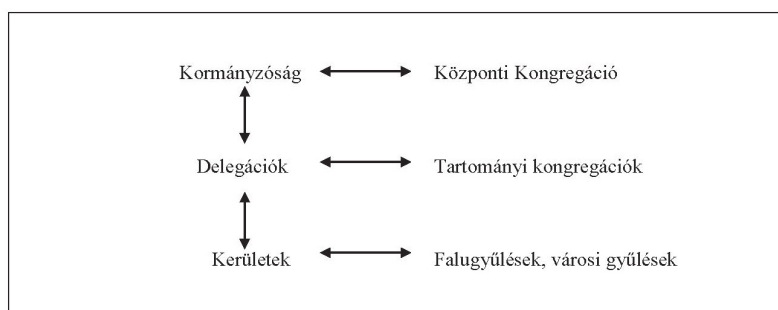 Kormányzóság Központi Kongregáció
Delegációk Tartományi kongregációk
Kerületek Falugyűlések, városi gyűlések